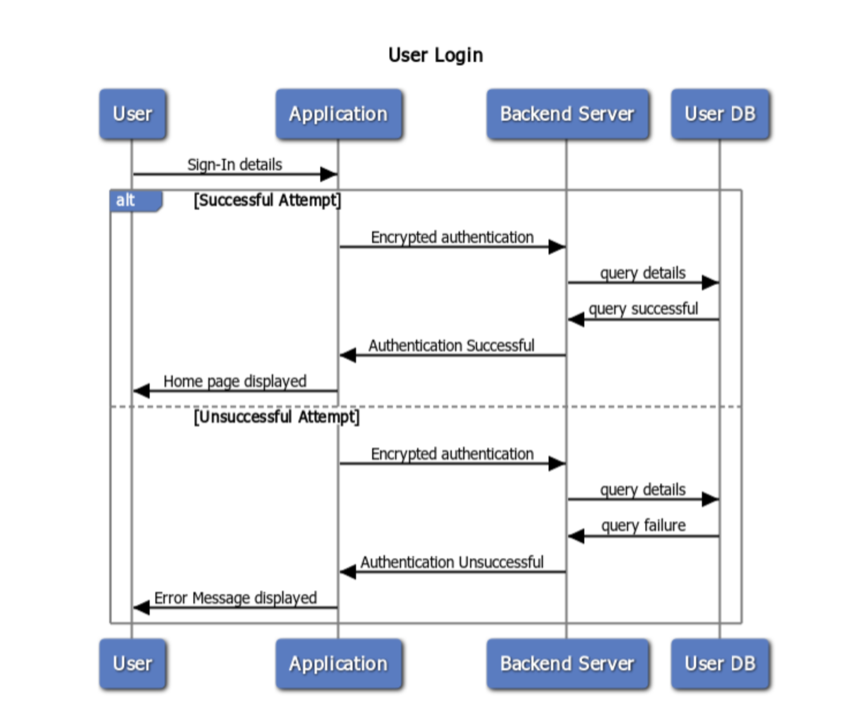 User Login
User Application Backend Server User DB
Sign-In details
alt [Successful Attempt]
Encrypted authentication
query details
query successful
Authentication Successful
Home page displayed
[Unsuccessful Attempt]
Encrypted authentication
query details
query failure
Authentication Unsuccessful
Error Message displayed
User Application Backend Server User DB